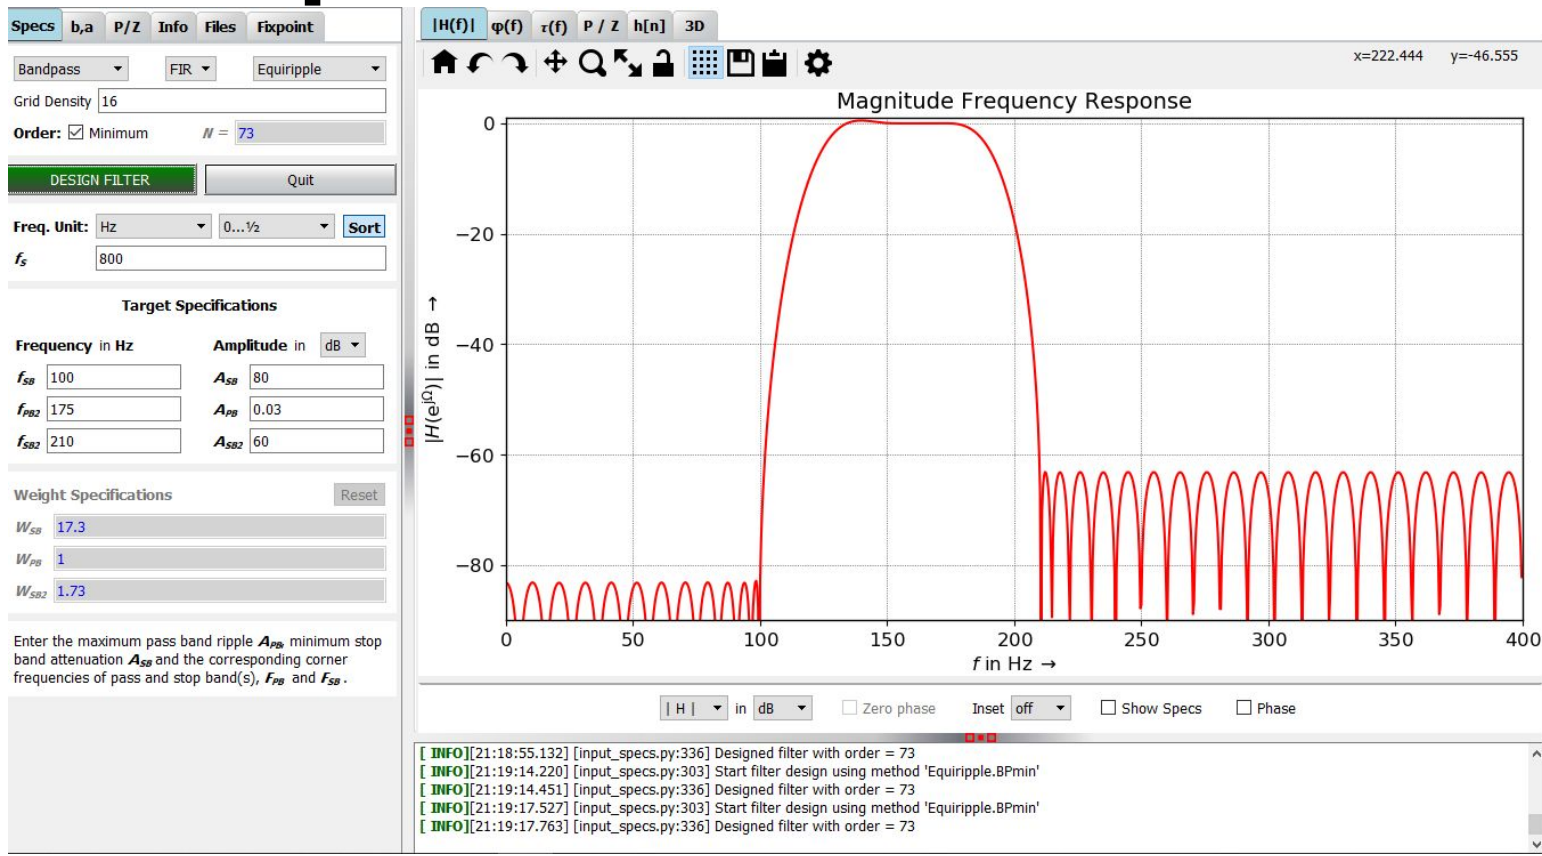 Specs b,a P/Z Info Files Fixpoint
Bandpass FIR Equiripple
Grid Density 16
Order: Minimum N = 73
DESIGN FILTER Quit
Freq. Unit: Hz 0...½ Sort
fS 800
Target Specifications
Frequency in Hz Amplitude in dB
fSB 100 ASB 80
fPB2 175 APB 0.03
fSB2 210 ASB2 60
Weight Specifications Reset
WSB 17.3
WPB 1
WSB2 1.73
Enter the maximum pass band ripple APB, minimum stop
band attenuation ASB and the corresponding corner
frequencies of pass and stop band(s), FPB and FSB .
|H(f)| φ(f) τ(f) P / Z h[n] 3D
x=222.444 y=-46.555
Magnitude Frequency Response
|H(e^jΩ)| in dB →
0
−20
−40
−60
−80
0 50 100 150 200 250 300 350 400
f in Hz →
| H | in dB Zero phase Inset off Show Specs Phase
[ INFO][21:18:55.132] [input_specs.py:336] Designed filter with order = 73
[ INFO][21:19:14.220] [input_specs.py:303] Start filter design using method 'Equiripple.BPmin'
[ INFO][21:19:14.451] [input_specs.py:336] Designed filter with order = 73
[ INFO][21:19:17.527] [input_specs.py:303] Start filter design using method 'Equiripple.BPmin'
[ INFO][21:19:17.763] [input_specs.py:336] Designed filter with order = 73